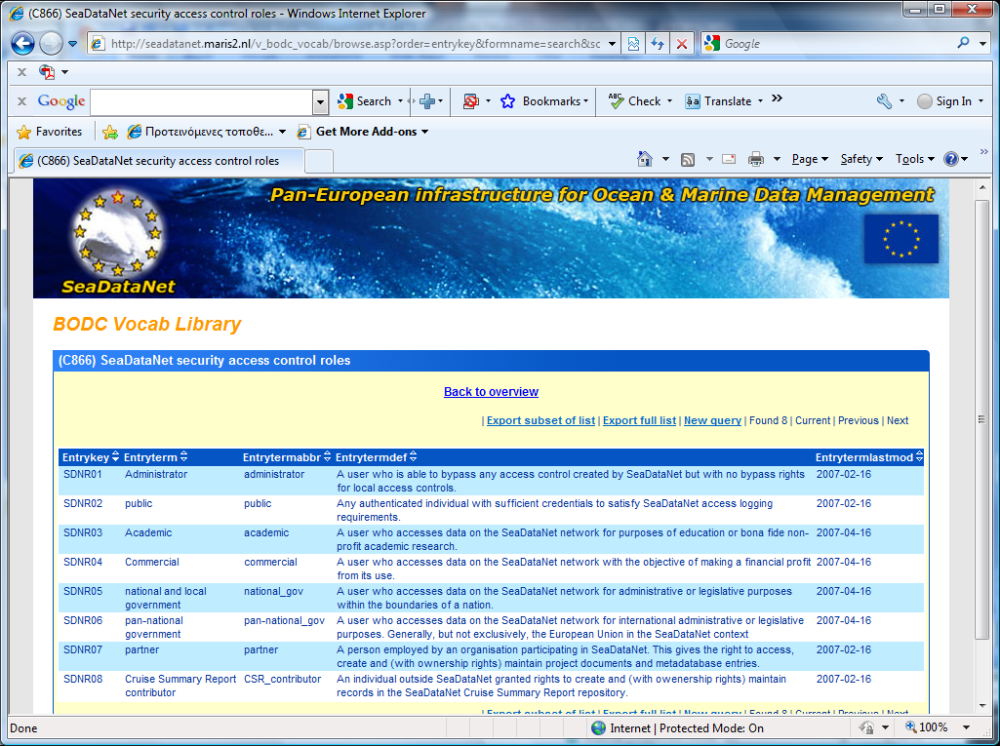 (C866) SeaDataNet security access control roles - Windows Internet Explorer
http://seadatanet.maris2.nl/v_bodc_vocab/browse.asp?order=entrykey&formname=search&sc
Google
Google Search Bookmarks ABC Check Translate Sign In
Favorites Προτεινόμενες τοποθε... Get More Add-ons
(C866) SeaDataNet security access control roles Page Safety Tools
Pan-European infrastructure for Ocean & Marine Data Management
SeaDataNet
BODC Vocab Library
(C866) SeaDataNet security access control roles
Back to overview
| Export subset of list | Export full list | New query | Found 8 | Current | Previous | Next
Entrykey Entryterm Entrytermabbr Entrytermdef Entrytermlastmod
SDNR01 Administrator administrator A user who is able to bypass any access control created by SeaDataNet but with no bypass rights 2007-02-16
for local access controls.
SDNR02 public public Any authenticated individual with sufficient credentials to satisfy SeaDataNet access logging 2007-02-16
requirements.
SDNR03 Academic academic A user who accesses data on the SeaDataNet network for purposes of education or bona fide non- 2007-04-16
profit academic research.
SDNR04 Commercial commercial A user who accesses data on the SeaDataNet network with the objective of making a financial profit 2007-04-16
from its use.
SDNR05 national and local national_gov A user who accesses data on the SeaDataNet network for administrative or legislative purposes 2007-04-16
government within the boundaries of a nation.
SDNR06 pan-national pan-national_gov A user who accesses data on the SeaDataNet network for international administrative or legislative 2007-04-16
government purposes. Generally, but not exclusively, the European Union in the SeaDataNet context
SDNR07 partner partner A person employed by an organisation participating in SeaDataNet. This gives the right to access, 2007-02-16
create and (with ownership rights) maintain project documents and metadatabase entries.
SDNR08 Cruise Summary Report CSR_contributor An individual outside SeaDataNet granted rights to create and (with owenership rights) maintain 2007-02-16
contributor records in the SeaDataNet Cruise Summary Report repository.
| Export subset of list | Export full list | New query | Found 8 | Current | Previous | Next
Done Internet | Protected Mode: On 100%